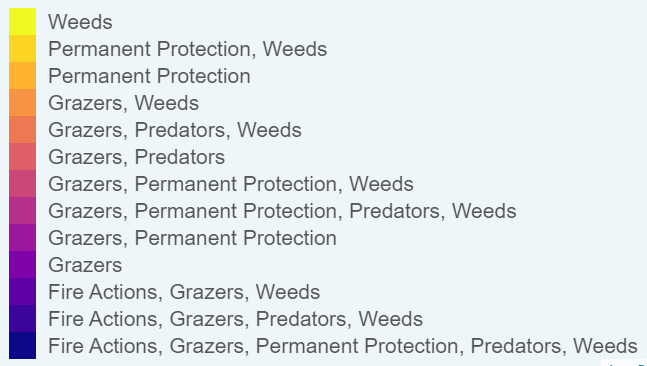 Weeds
Permanent Protection, Weeds
Permanent Protection
Grazers, Weeds
Grazers, Predators, Weeds
Grazers, Predators
Grazers, Permanent Protection, Weeds
Grazers, Permanent Protection, Predators, Weeds
Grazers, Permanent Protection
Grazers
Fire Actions, Grazers, Weeds
Fire Actions, Grazers, Predators, Weeds
Fire Actions, Grazers, Permanent Protection, Predators, Weeds